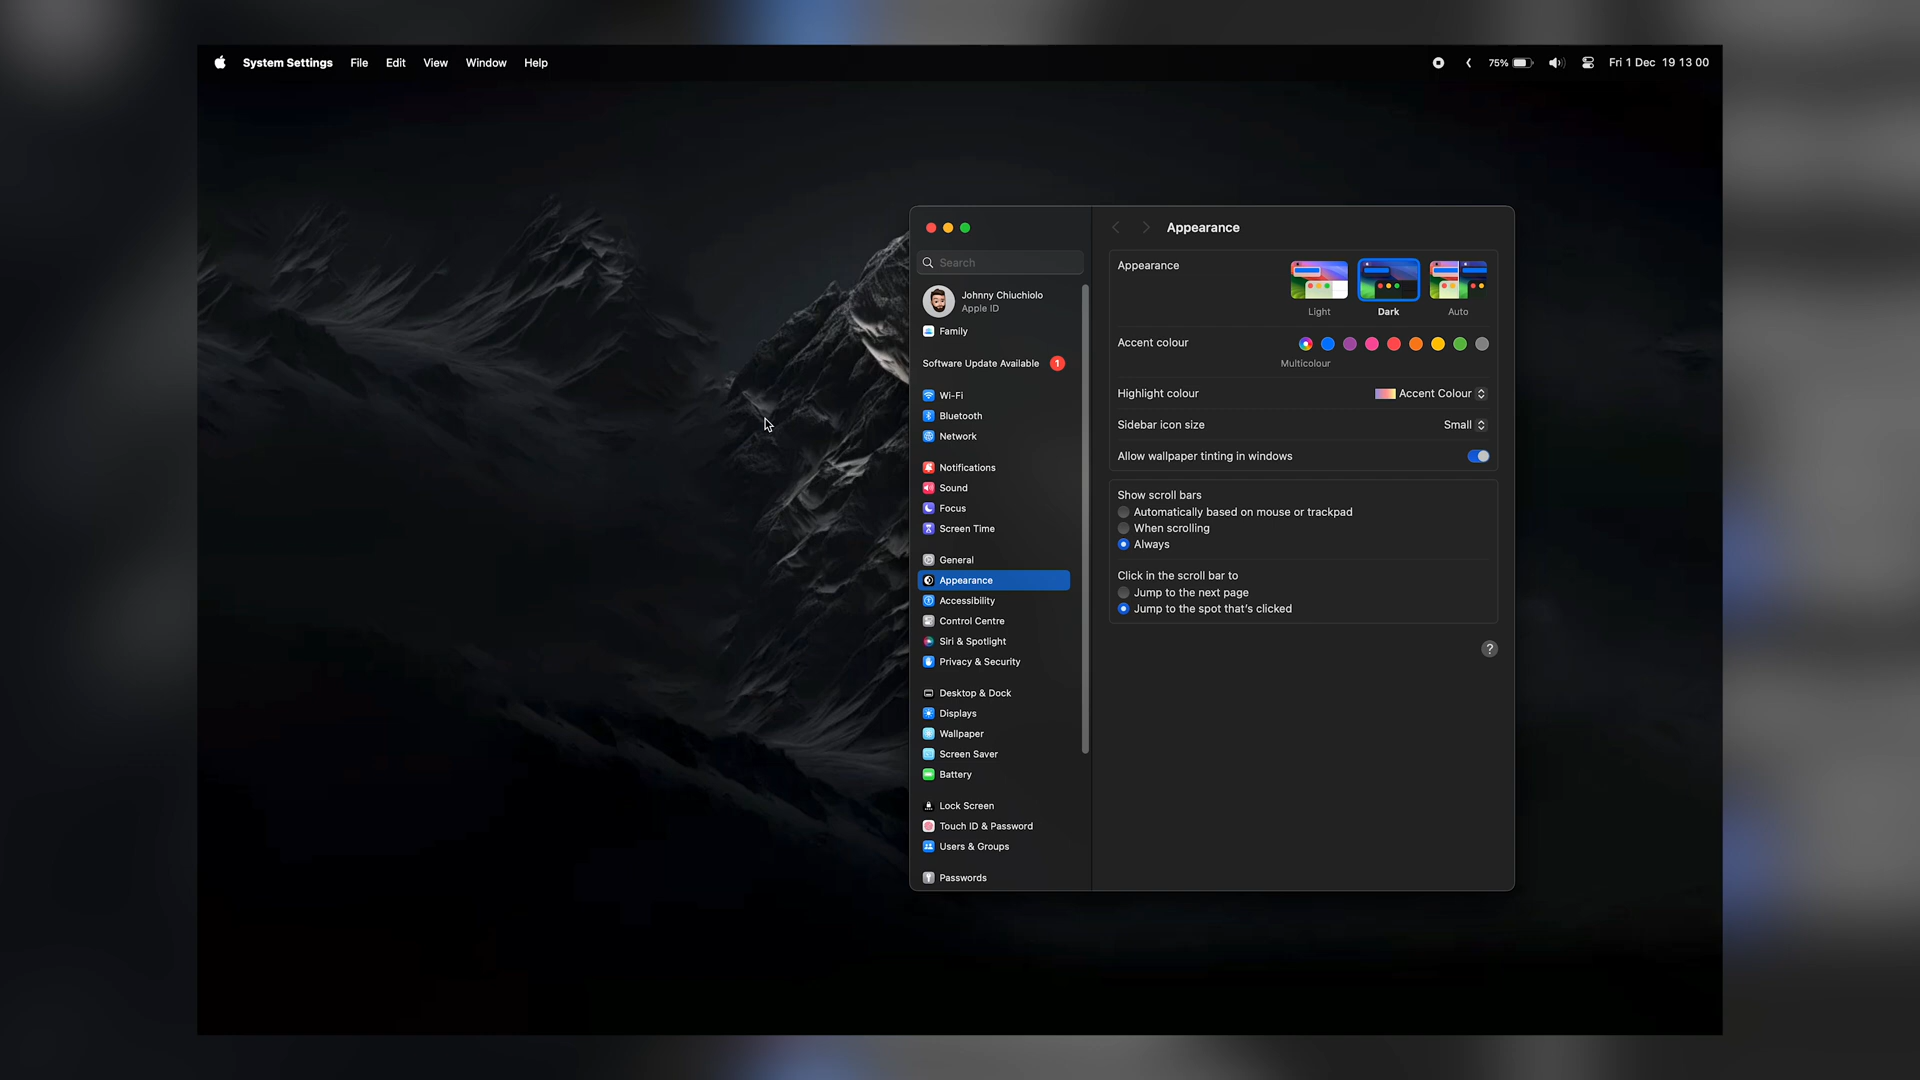 System Settings File Edit View Window Help
75% Fri 1 Dec 19 13 00
Search
Johnny Chiuchiolo
Apple ID
Family
Software Update Available 1
Wi-Fi
Bluetooth
Network
Notifications
Sound
Focus
Screen Time
General
Appearance
Accessibility
Control Centre
Siri & Spotlight
Privacy & Security
Desktop & Dock
Displays
Wallpaper
Screen Saver
Battery
Lock Screen
Touch ID & Password
Users & Groups
Passwords
Appearance
Appearance
Light Dark Auto
Accent colour
Multicolour
Highlight colour Accent Colour
Sidebar icon size Small
Allow wallpaper tinting in windows
Show scroll bars
Automatically based on mouse or trackpad
When scrolling
Always
Click in the scroll bar to
Jump to the next page
Jump to the spot that's clicked
?